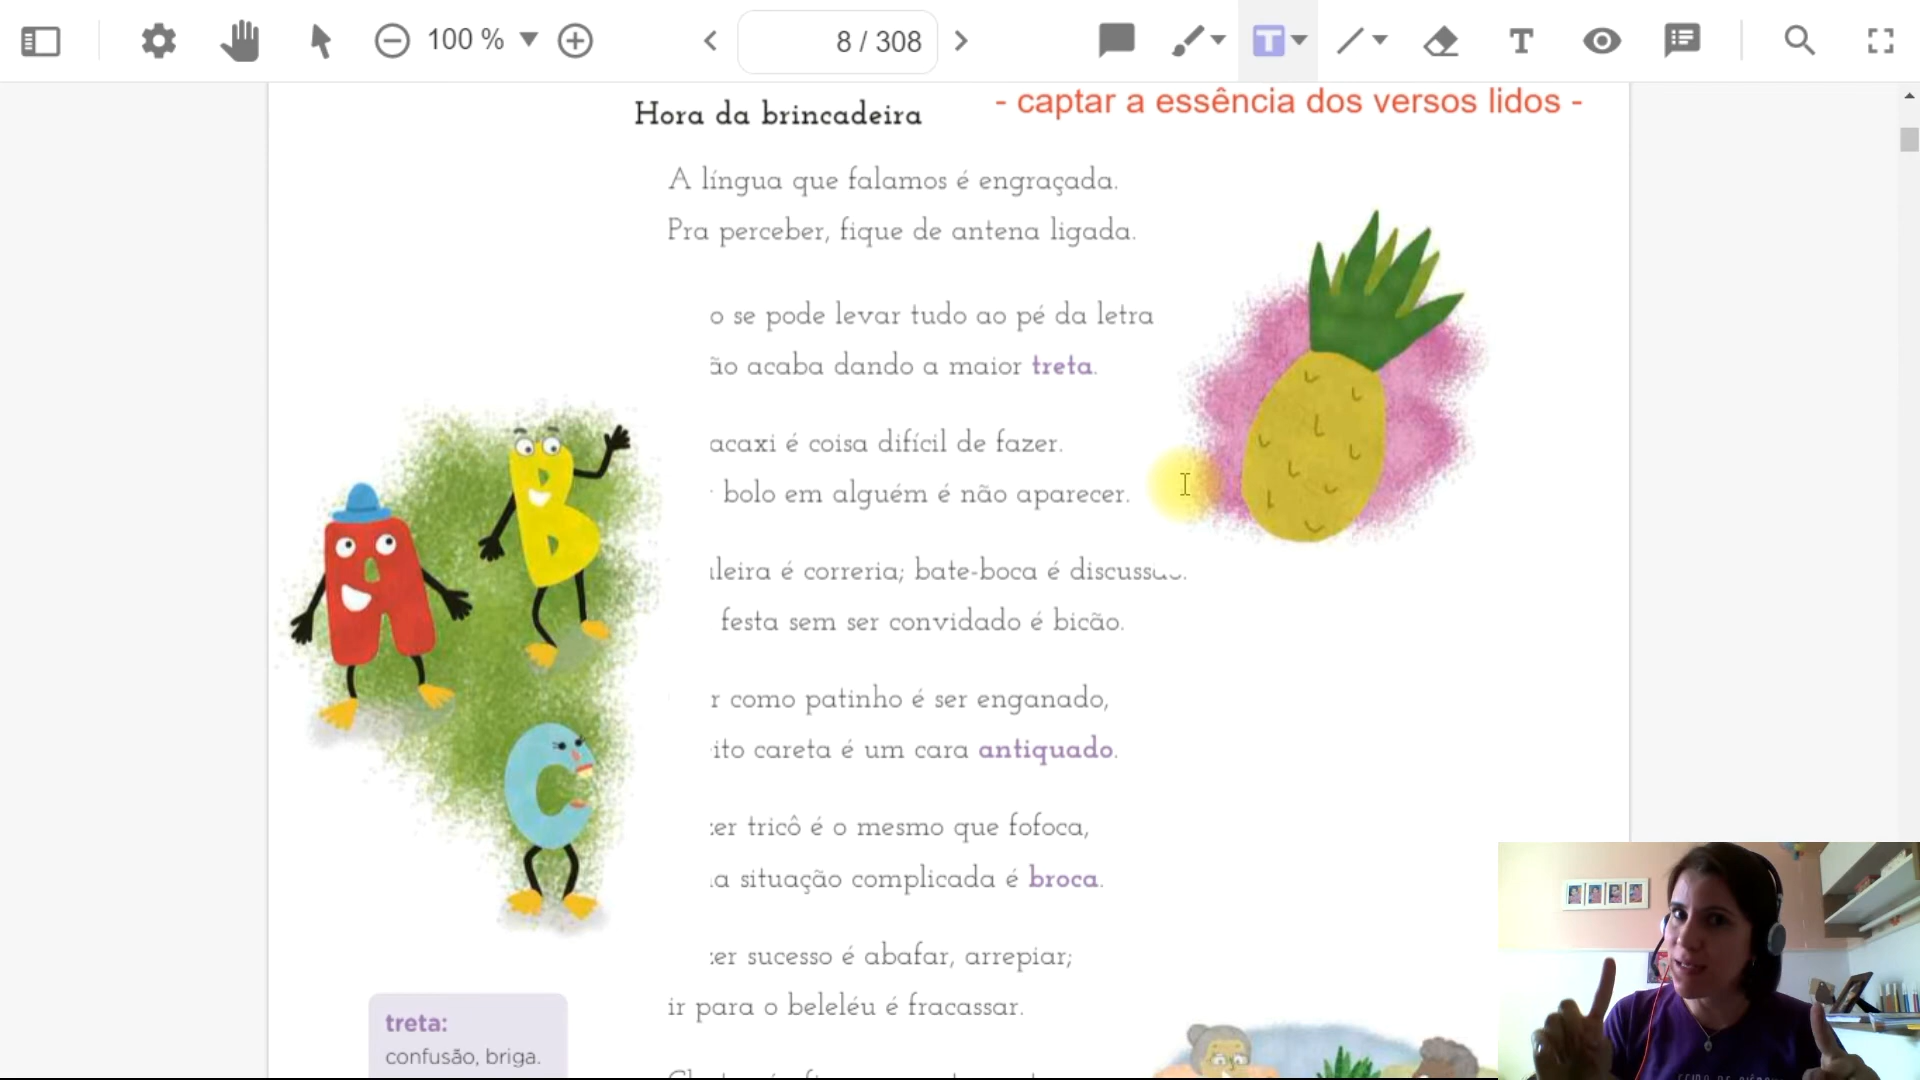 100 %
8 / 308
Hora da brincadeira
- captar a essência dos versos lidos -
A língua que falamos é engraçada.
Pra perceber, fique de antena ligada.
o se pode levar tudo ao pé da letra
ão acaba dando a maior treta.
acaxi é coisa difícil de fazer.
bolo em alguém é não aparecer.
leira é correria; bate-boca é discussão.
festa sem ser convidado é bicão.
r como patinho é ser enganado,
ito careta é um cara antiquado.
er tricô é o mesmo que fofoca,
a situação complicada é broca.
er sucesso é abafar, arrepiar;
ir para o beleléu é fracassar.
treta:
confusão, briga.